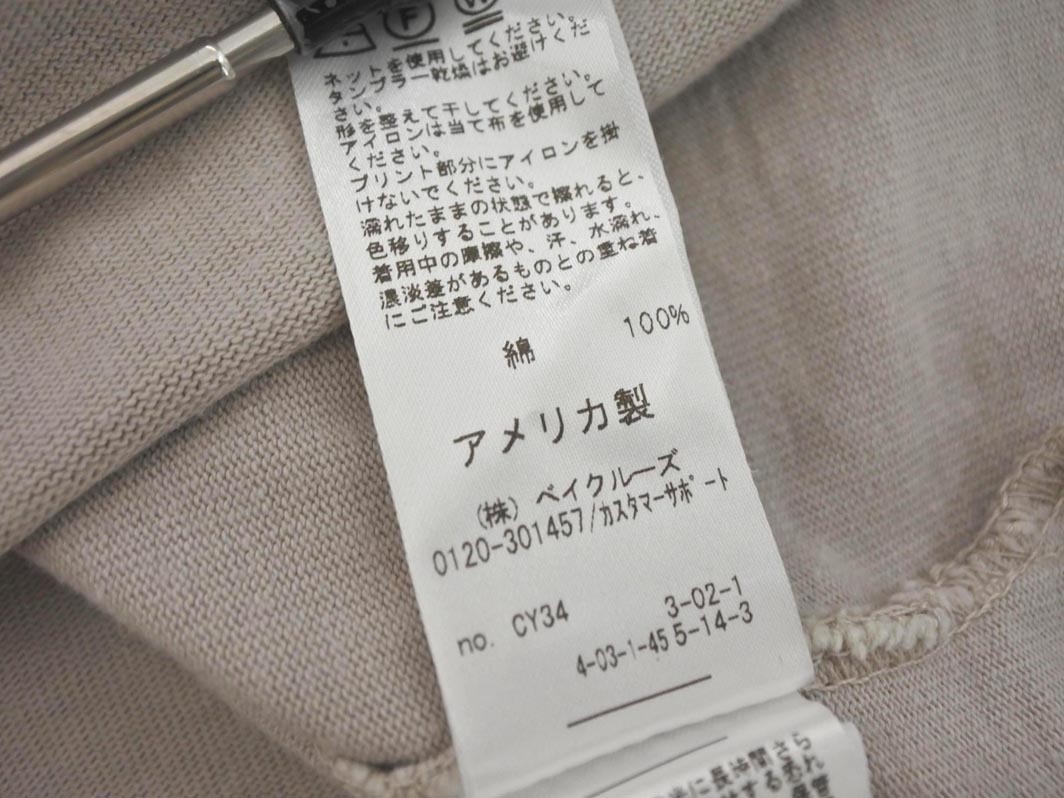 F
W
ネットを使用してください。
タンブラー乾燥はお避けくだ
さい。
形を整えて干してください。
アイロンは当て布を使用して
ください。
プリント部分にアイロンを掛
けないでください。
濡れたままの状態で擦れると、
色移りすることがあります。
着用中の摩擦や、汗、水濡れ、
濃淡差があるものとの重ね着
にご注意ください。
綿 100%
アメリカ製
(株) ベイクルーズ
0120-301457/カスタマーサポート
no. CY34 3-02-1
4-03-1-45 5-14-3
に長時間さら